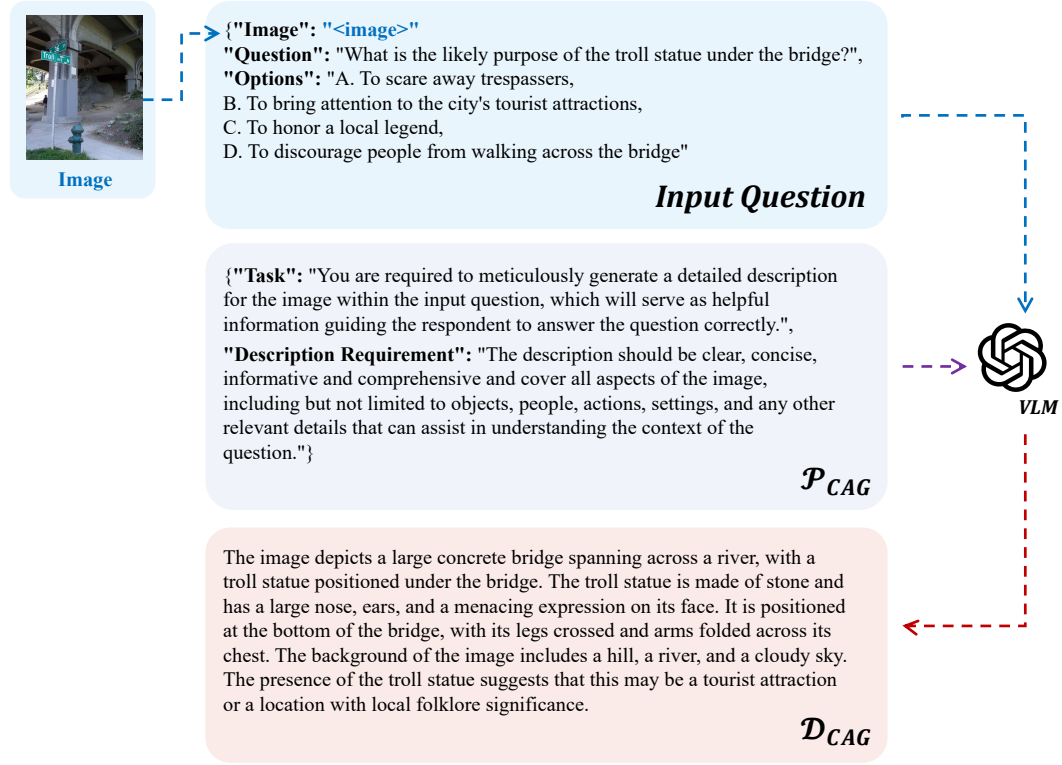 Troll
Image
{"Image": "<image>"
"Question": "What is the likely purpose of the troll statue under the bridge?",
"Options": "A. To scare away trespassers,
B. To bring attention to the city's tourist attractions,
C. To honor a local legend,
D. To discourage people from walking across the bridge"
Input Question
{"Task": "You are required to meticulously generate a detailed description
for the image within the input question, which will serve as helpful
information guiding the respondent to answer the question correctly.",
"Description Requirement": "The description should be clear, concise,
informative and comprehensive and cover all aspects of the image,
including but not limited to objects, people, actions, settings, and any other
relevant details that can assist in understanding the context of the
question."}
𝒫CAG
VLM
The image depicts a large concrete bridge spanning across a river, with a
troll statue positioned under the bridge. The troll statue is made of stone and
has a large nose, ears, and a menacing expression on its face. It is positioned
at the bottom of the bridge, with its legs crossed and arms folded across its
chest. The background of the image includes a hill, a river, and a cloudy sky.
The presence of the troll statue suggests that this may be a tourist attraction
or a location with local folklore significance.
𝒟CAG